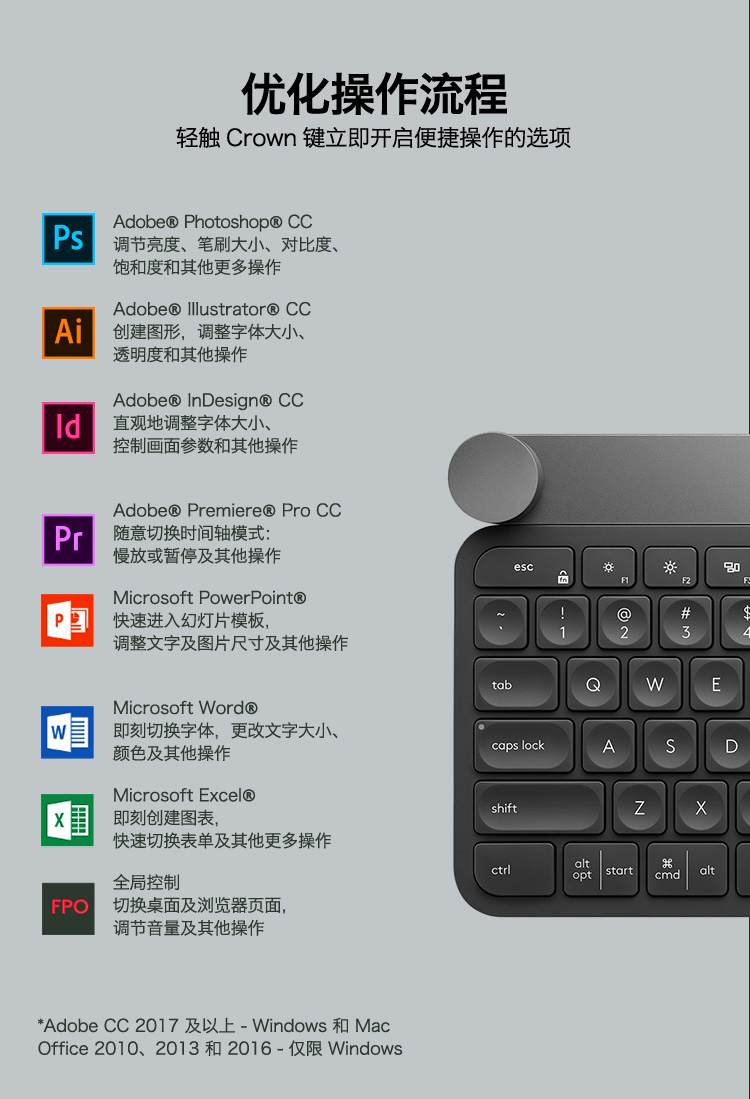 优化操作流程
轻触 Crown 键立即开启便捷操作的选项
Ps
Adobe® Photoshop® CC
调节亮度、笔刷大小、对比度、
饱和度和其他更多操作
Ai
Adobe® Illustrator® CC
创建图形，调整字体大小、
透明度和其他操作
Id
Adobe® InDesign® CC
直观地调整字体大小、
控制画面参数和其他操作
Pr
Adobe® Premiere® Pro CC
随意切换时间轴模式：
慢放或暂停及其他操作
P
Microsoft PowerPoint®
快速进入幻灯片模板，
调整文字及图片尺寸及其他操作
W
Microsoft Word®
即刻切换字体，更改文字大小、
颜色及其他操作
X
Microsoft Excel®
即刻创建图表，
快速切换表单及其他更多操作
FPO
全局控制
切换桌面及浏览器页面，
调节音量及其他操作
esc fn F1 F2 F3
~ ! @ # $
` 1 2 3 4
tab Q W E
caps lock A S D
shift Z X
ctrl alt opt start ⌘ cmd alt
*Adobe CC 2017 及以上 - Windows 和 Mac
Office 2010、2013 和 2016 - 仅限 Windows